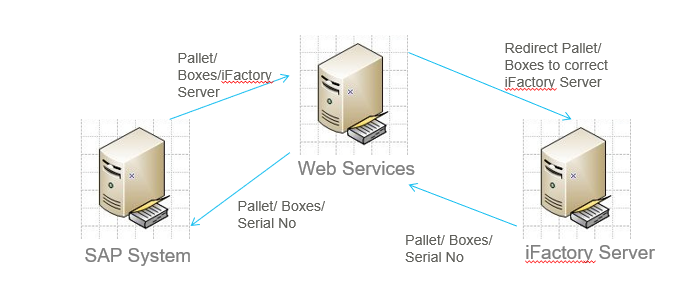 Pallet/
Boxes/iFactory
Server
Redirect Pallet/
Boxes to correct
iFactory Server
Web Services
Pallet/ Boxes/
Serial No
Pallet/ Boxes/
Serial No
SAP System
iFactory Server